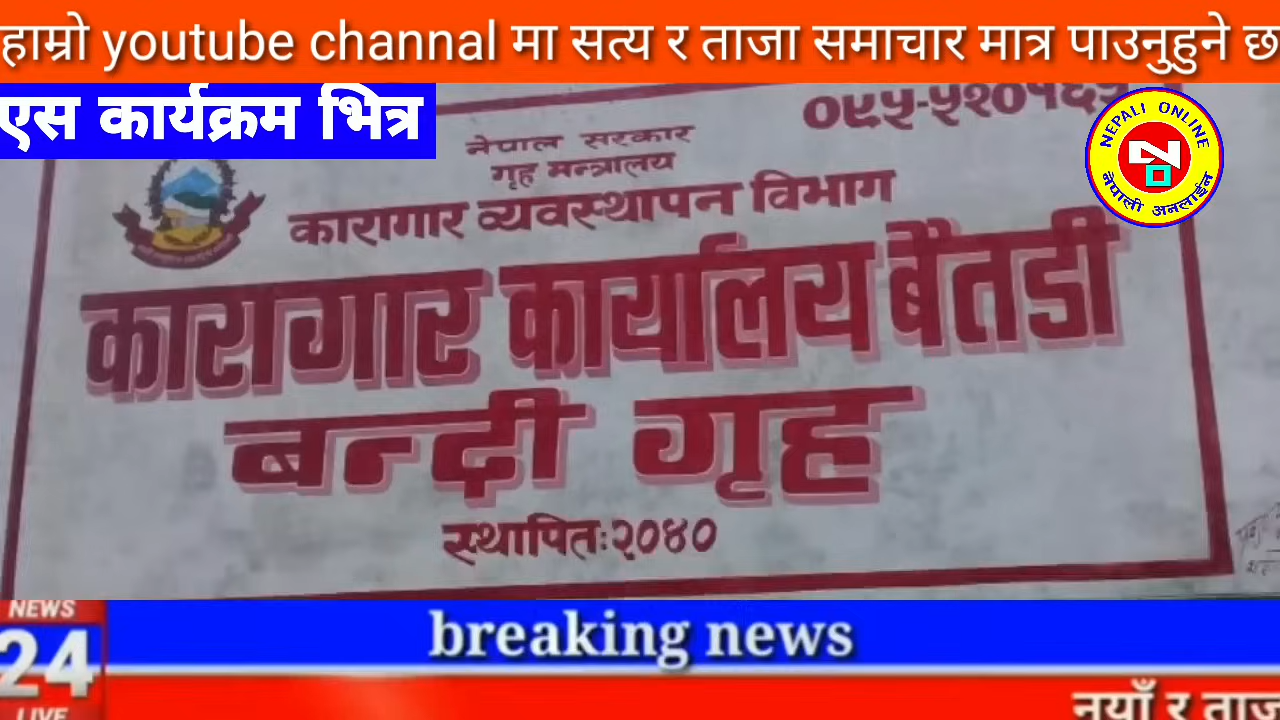 हाम्रो youtube channal मा सत्य र ताजा समाचार मात्र पाउनुहुने छ
एस कार्यक्रम भित्र
NEPALI ONLINE
नेपाली अनलाईन
नेपाल सरकार
गृह मन्त्रालय
कारागार व्यवस्थापन विभाग
कारागार कार्यालय बैतडी
बन्दी गृह
स्थापितः२०४०
NEWS
24
LIVE
breaking news
नयाँ र ताजा